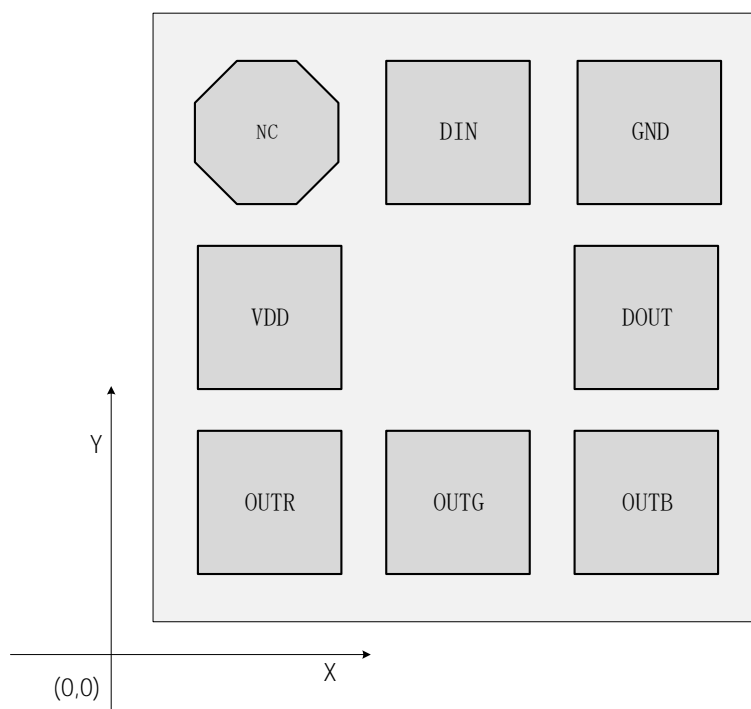 NC DIN GND
VDD DOUT
Y
OUTR OUTG OUTB
X
(0,0)